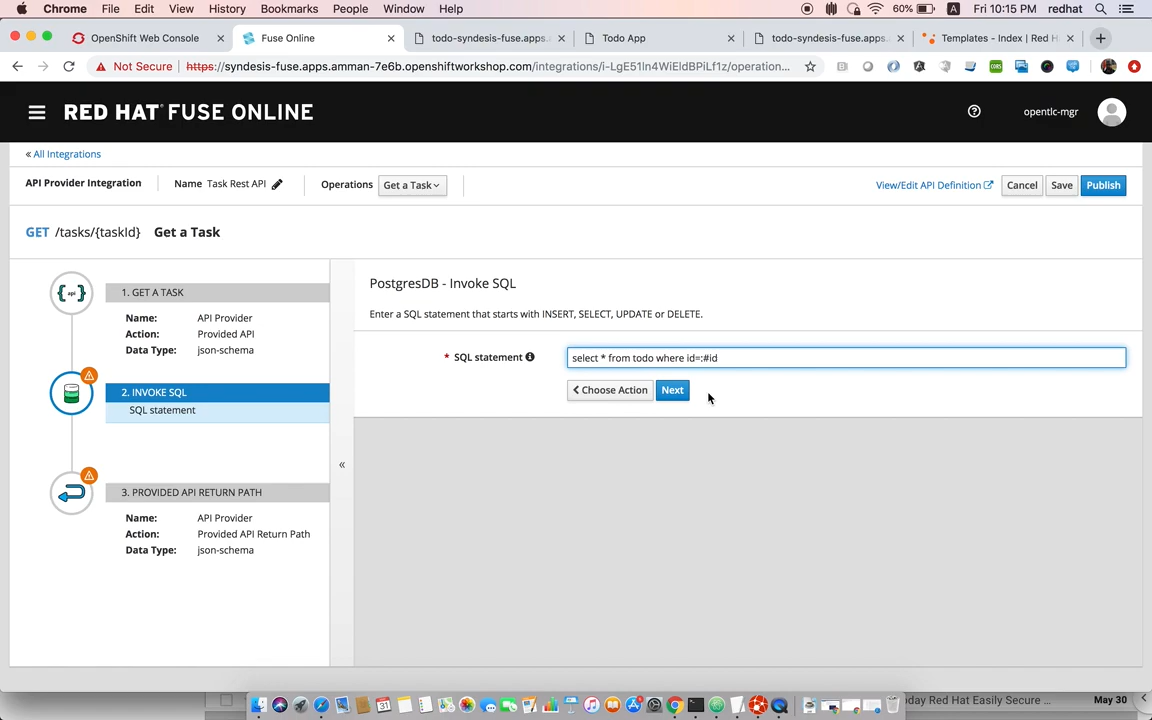 Chrome File Edit View History Bookmarks People Window Help 60% A Fri 10:15 PM redhat
OpenShift Web Console Fuse Online todo-syndesis-fuse.apps. Todo App todo-syndesis-fuse.apps. Templates - Index | Red H
Not Secure https://syndesis-fuse.apps.amman-7e6b.openshiftworkshop.com/integrations/i-LgE51ln4WiEldBPiLf1z/operation...
RED HAT® FUSE ONLINE opentlc-mgr
« All Integrations
API Provider Integration Name Task Rest API Operations Get a Task View/Edit API Definition Cancel Save Publish
GET /tasks/{taskId} Get a Task
{api} 1. GET A TASK
Name: API Provider
Action: Provided API
Data Type: json-schema
2. INVOKE SQL
SQL statement
3. PROVIDED API RETURN PATH
Name: API Provider
Action: Provided API Return Path
Data Type: json-schema
«
PostgresDB - Invoke SQL
Enter a SQL statement that starts with INSERT, SELECT, UPDATE or DELETE.
* SQL statement select * from todo where id=:#id
Choose Action Next
oday Red Hat Easily Secure ... May 30